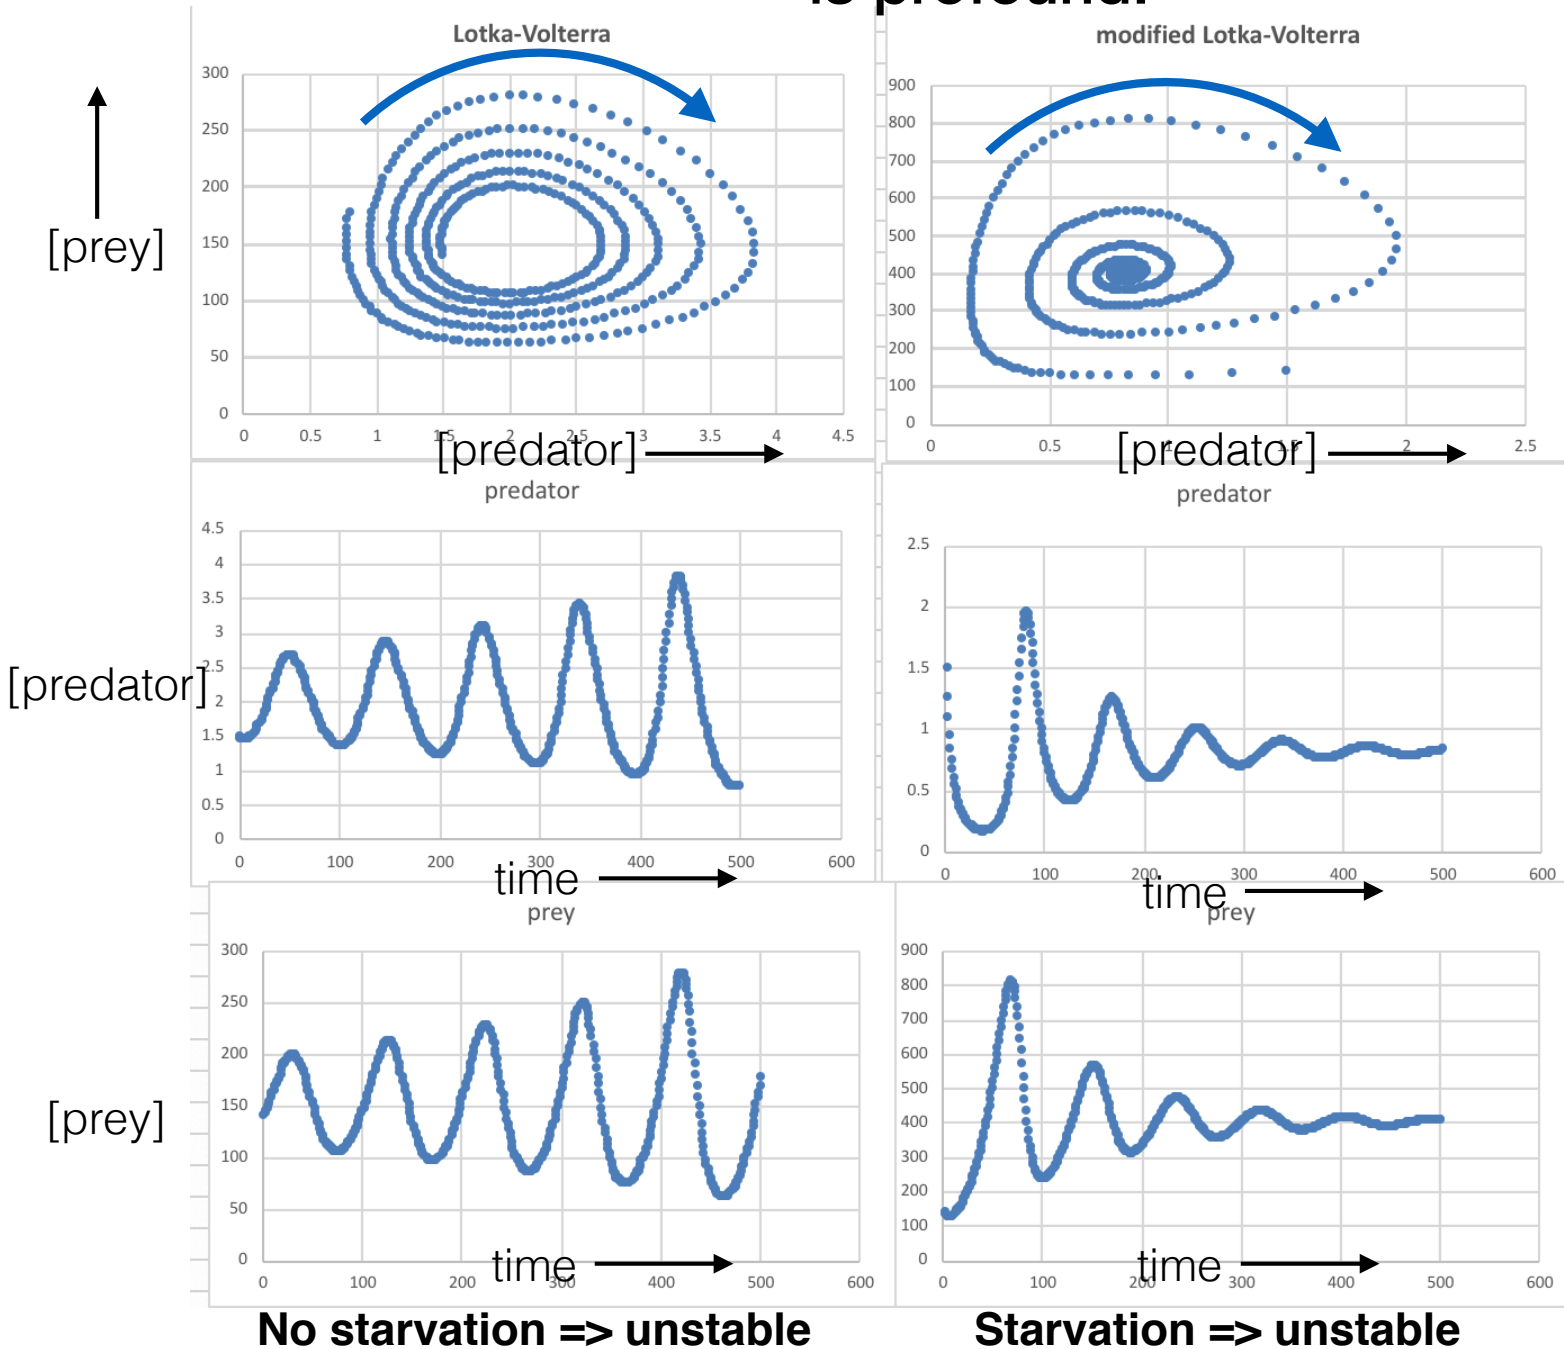 is profound.
Lotka-Volterra
modified Lotka-Volterra
300
250
200
150
100
50
0
0 0.5 1 1.5 2 2.5 3 3.5 4 4.5
[prey]
[predator]
900
800
700
600
500
400
300
200
100
0
0 0.5 1 1.5 2 2.5
[predator]
predator
4.5
4
3.5
3
2.5
2
1.5
1
0.5
0
0 100 200 300 400 500 600
[predator]
time
predator
2.5
2
1.5
1
0.5
0
0 100 200 300 400 500 600
time
prey
300
250
200
150
100
50
0
0 100 200 300 400 500 600
[prey]
time
prey
900
800
700
600
500
400
300
200
100
0
0 100 200 300 400 500 600
time
No starvation => unstable
Starvation => unstable